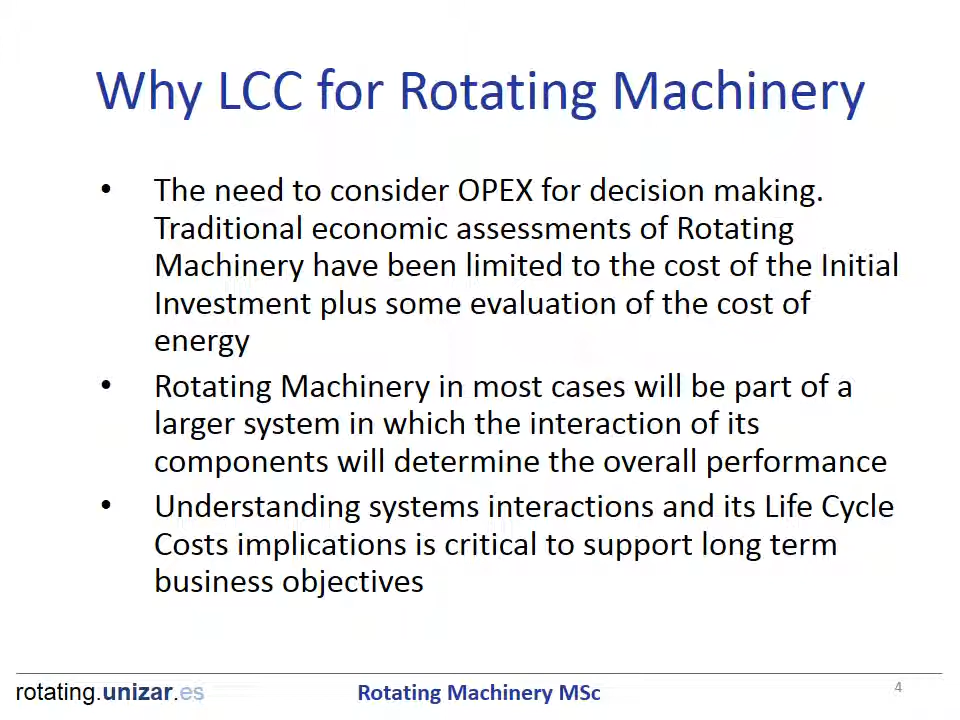 Why LCC for Rotating Machinery
• The need to consider OPEX for decision making.
Traditional economic assessments of Rotating
Machinery have been limited to the cost of the Initial
Investment plus some evaluation of the cost of
energy
• Rotating Machinery in most cases will be part of a
larger system in which the interaction of its
components will determine the overall performance
• Understanding systems interactions and its Life Cycle
Costs implications is critical to support long term
business objectives
rotating.unizar.es
Rotating Machinery MSc
4